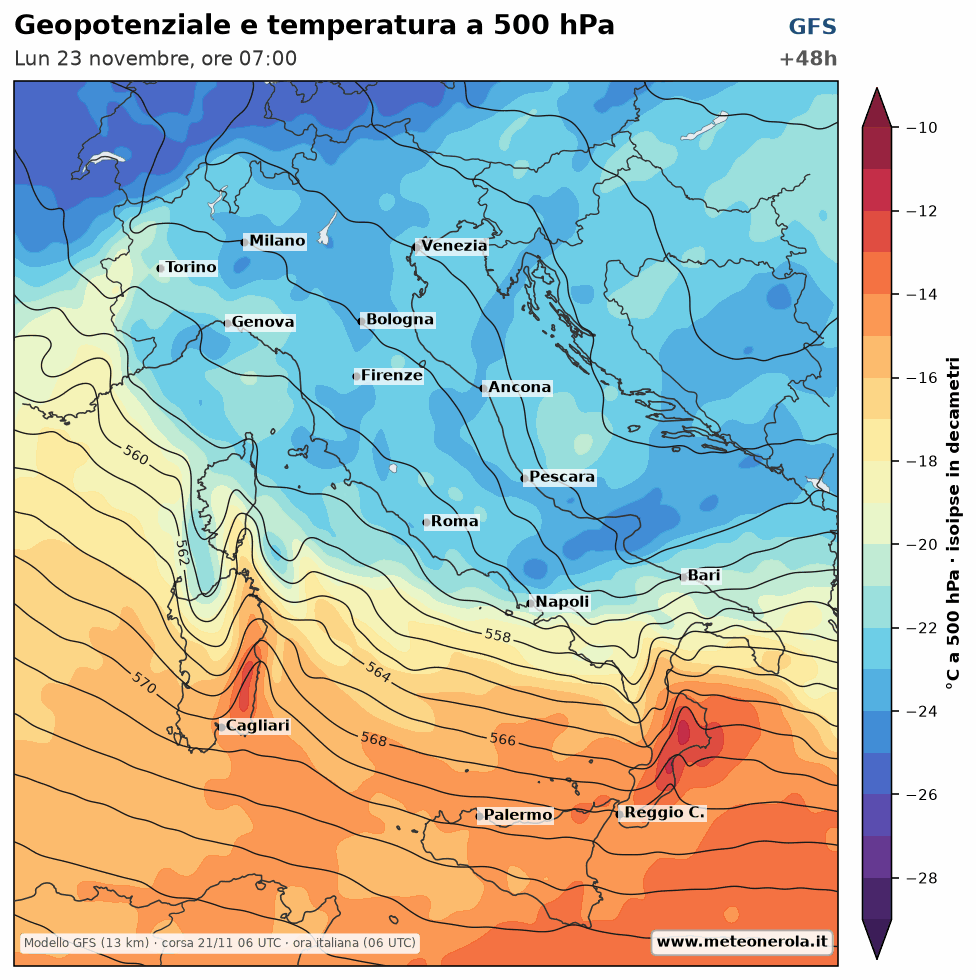 Geopotenziale e temperatura a 500 hPa
GFS
Lun 23 novembre, ore 07:00
+48h
Milano
Venezia
Torino
Genova
Bologna
Firenze
Ancona
560
Pescara
Roma
562
Bari
Napoli
558
564
570
Cagliari
568
566
Palermo
Reggio C.
Modello GFS (13 km) · corsa 21/11 06 UTC · ora italiana (06 UTC)
www.meteonerola.it
−10
−12
−14
−16
−18
−20
−22
−24
−26
−28
°C a 500 hPa · isoipse in decametri